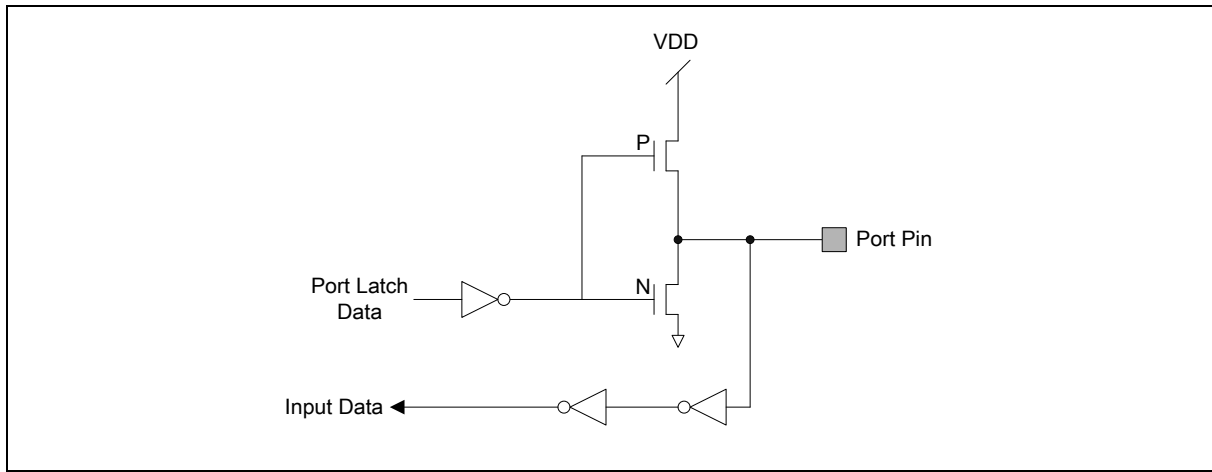 VDD
P
Port Pin
N
Port Latch
Data
Input Data